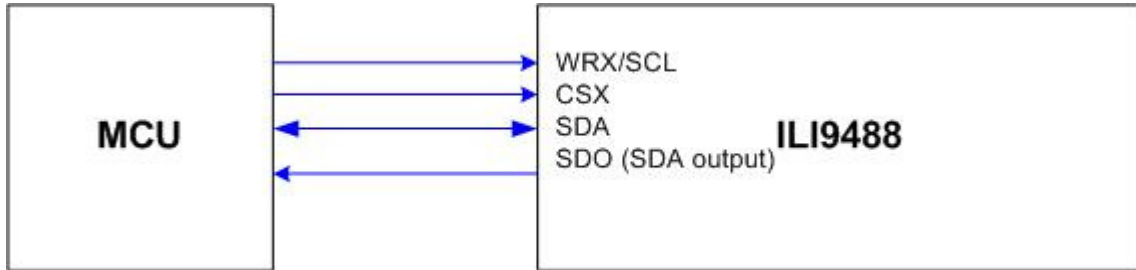 MCU
WRX/SCL
CSX
SDA
SDO (SDA output)
ILI9488